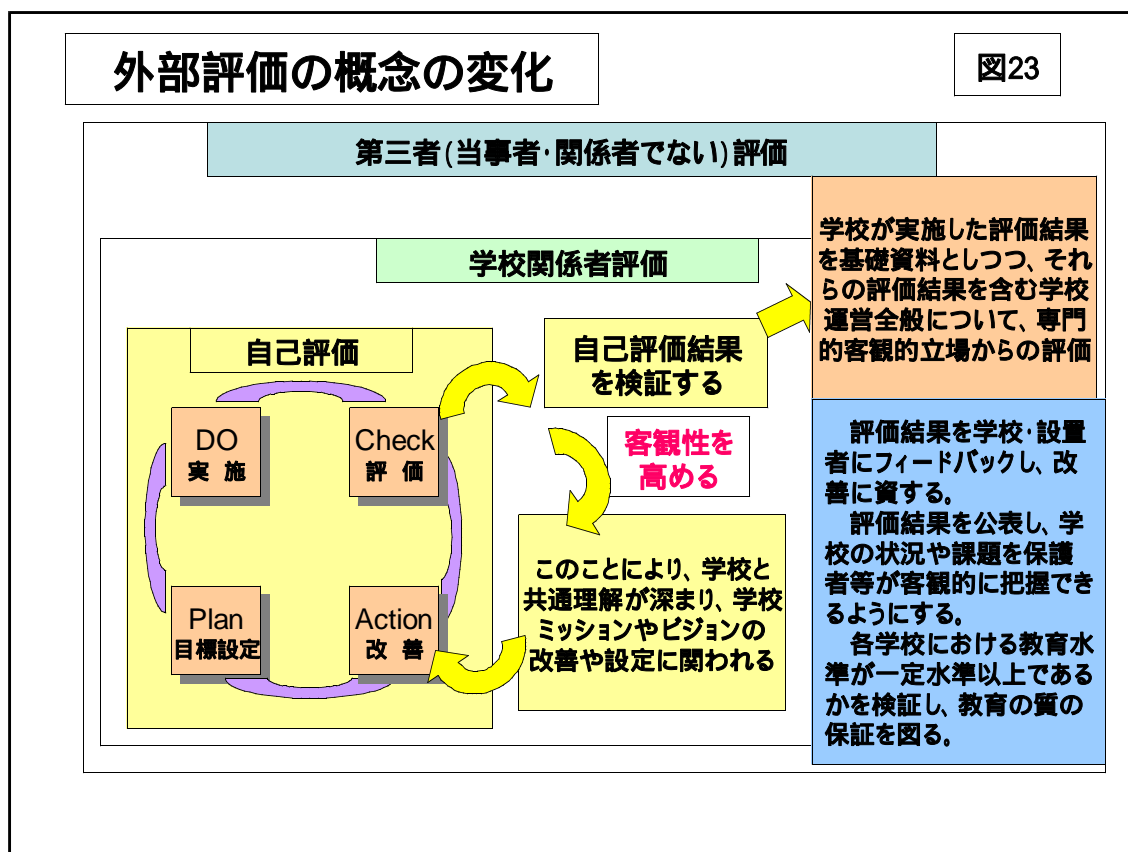 外部評価の概念の変化
図23
第三者(当事者・関係者でない)評価
学校関係者評価
自己評価
DO
実 施
Check
評 価
Plan
目標設定
Action
改 善
自己評価結果
を検証する
客観性を
高める
このことにより、学校と
共通理解が深まり、学校
ミッションやビジョンの
改善や設定に関われる
学校が実施した評価結果
を基礎資料としつつ、それ
らの評価結果を含む学校
運営全般について、専門
的客観的立場からの評価
評価結果を学校・設置
者にフィードバックし、改
善に資する。
評価結果を公表し、学
校の状況や課題を保護
者等が客観的に把握でき
るようにする。
各学校における教育水
準が一定水準以上である
かを検証し、教育の質の
保証を図る。